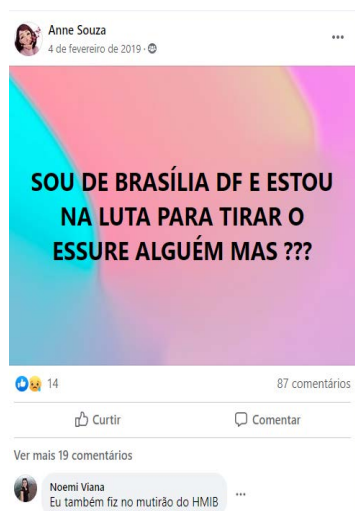 Anne Souza
4 de fevereiro de 2019 ·
SOU DE BRASÍLIA DF E ESTOU
NA LUTA PARA TIRAR O
ESSURE ALGUÉM MAS ???
14
87 comentários
Curtir
Comentar
Ver mais 19 comentários
Noemi Viana
Eu também fiz no mutirão do HMIB